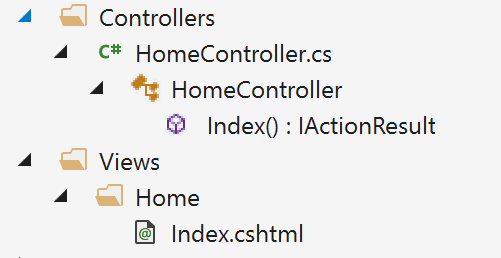 Controllers
C# HomeController.cs
HomeController
Index() : IActionResult
Views
Home
@ Index.cshtml